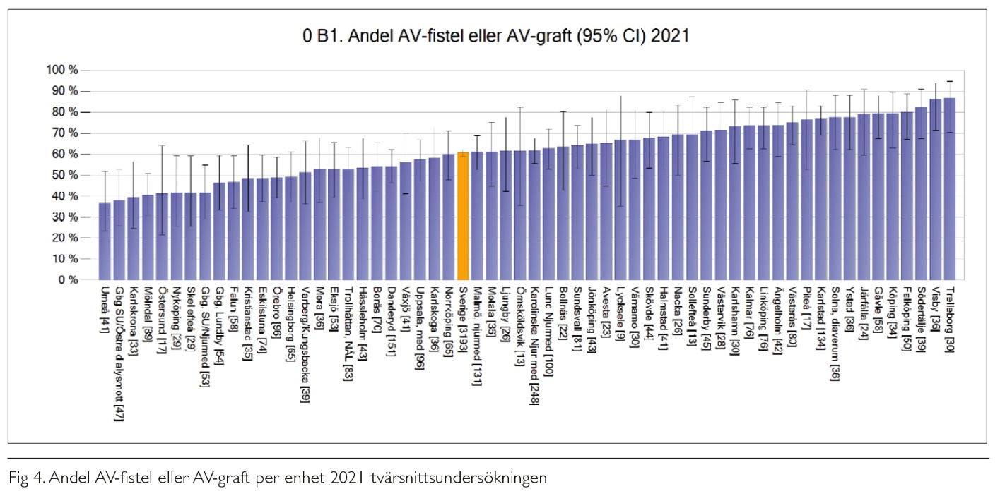 0 B1. Andel AV-fistel eller AV-graft (95% CI) 2021
100 %
90 %
80 %
70 %
60 %
50 %
40 %
30 %
20 %
10 %
0 %
Umeå [41]
Gbg SU/Östra d alysmott [47]
Karlskrona [33]
Mölndal [39]
Östersund [17]
Nyköping [29]
Skel efteå [29]
Gbg, SU/Njurmed [53]
Gbg, Lundby [54]
Falun [58]
Kristianstad [35]
Eskilstuna [74]
Örebro [96]
Helsingborg [65]
Varberg/Kungsbacka [39]
Mora [36]
Eksjö [53]
Trollhättan, NÄL [83]
Hässleholm [43]
Borås [70]
Danderyd [151]
Växjö [41]
Uppsala, med [96]
Karlskoga [36]
Norrköping [65]
Sverige [3193]
Malmö, njurmed [131]
Motala [33]
Ljungby [26]
Örnsköldsvik [13]
Karolinska Njur med [248]
Lunc Njurmed [100]
Bollnäs [22]
Sundsvall [81]
Jönköping [43]
Avesta [23]
Lycksele [9]
Värnamo [30]
Skövde [44]
Halmstad [41]
Nacka [26]
Sollefteå [13]
Sunderby [45]
Västervik [28]
Karlshamn [30]
Kalmar [76]
Linköping [76]
Ängelholm [42]
Västerås [83]
Piteå [17]
Karlstad [134]
Solna, diaverum [36]
Ystad [36]
Järfälla [24]
Gävle [58]
Köping [34]
Falköping [50]
Södertälje [39]
Visby [36]
Trelleborg [30]
Fig 4. Andel AV-fistel eller AV-graft per enhet 2021 tvärsnittsundersökningen